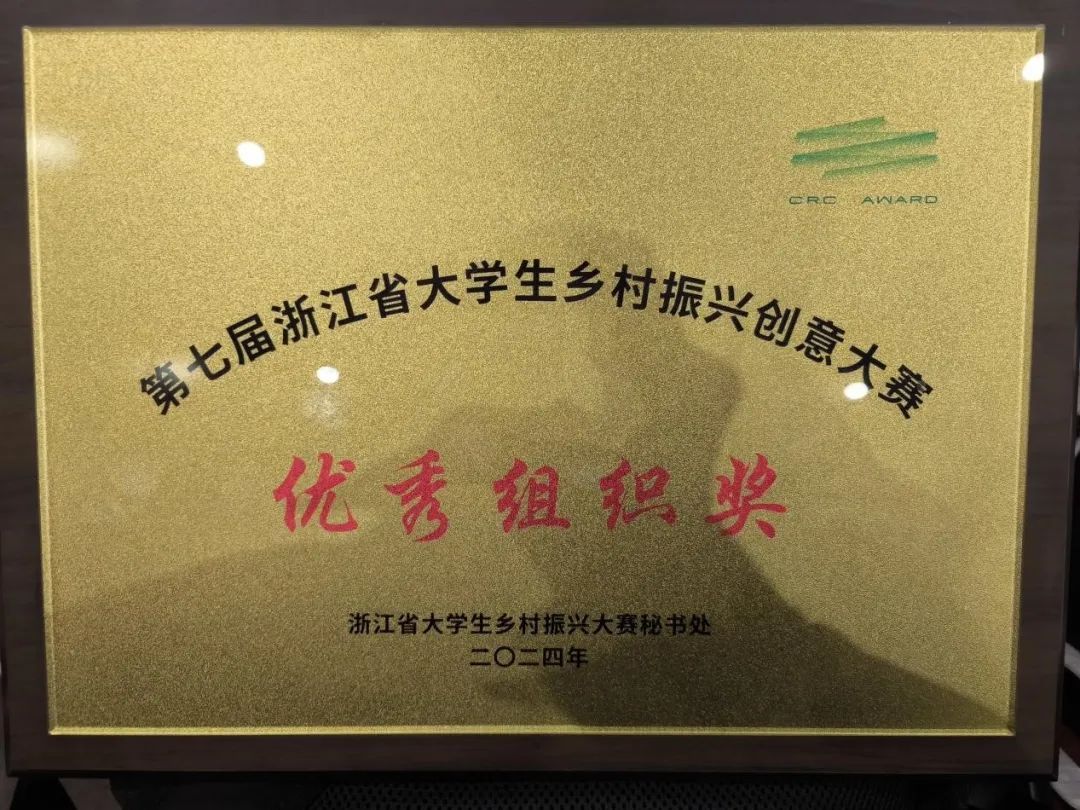 CRC AWARD
第七届浙江省大学生乡村振兴创意大赛
优秀组织奖
浙江省大学生乡村振兴大赛秘书处
二〇二四年